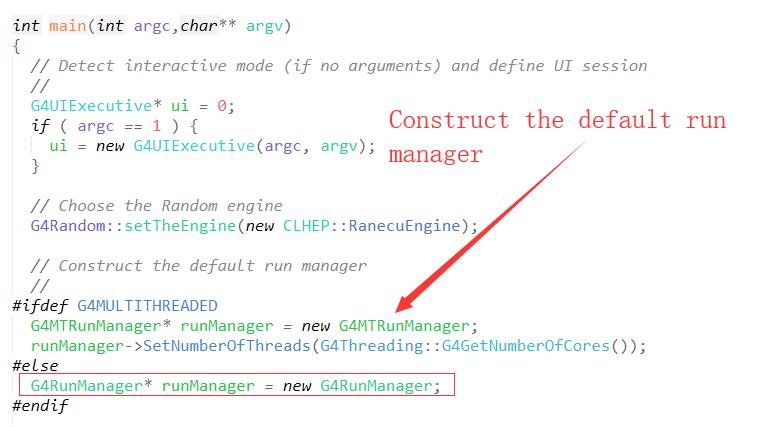 int main(int argc,char** argv)
{
// Detect interactive mode (if no arguments) and define UI session
//
G4UIExecutive* ui = 0;
if ( argc == 1 ) {
ui = new G4UIExecutive(argc, argv);
}
Construct the default run
manager
// Choose the Random engine
G4Random::setTheEngine(new CLHEP::RanecuEngine);
// Construct the default run manager
//
#ifdef G4MULTITHREADED
G4MTRunManager* runManager = new G4MTRunManager;
runManager->SetNumberOfThreads(G4Threading::G4GetNumberOfCores());
#else
G4RunManager* runManager = new G4RunManager;
#endif